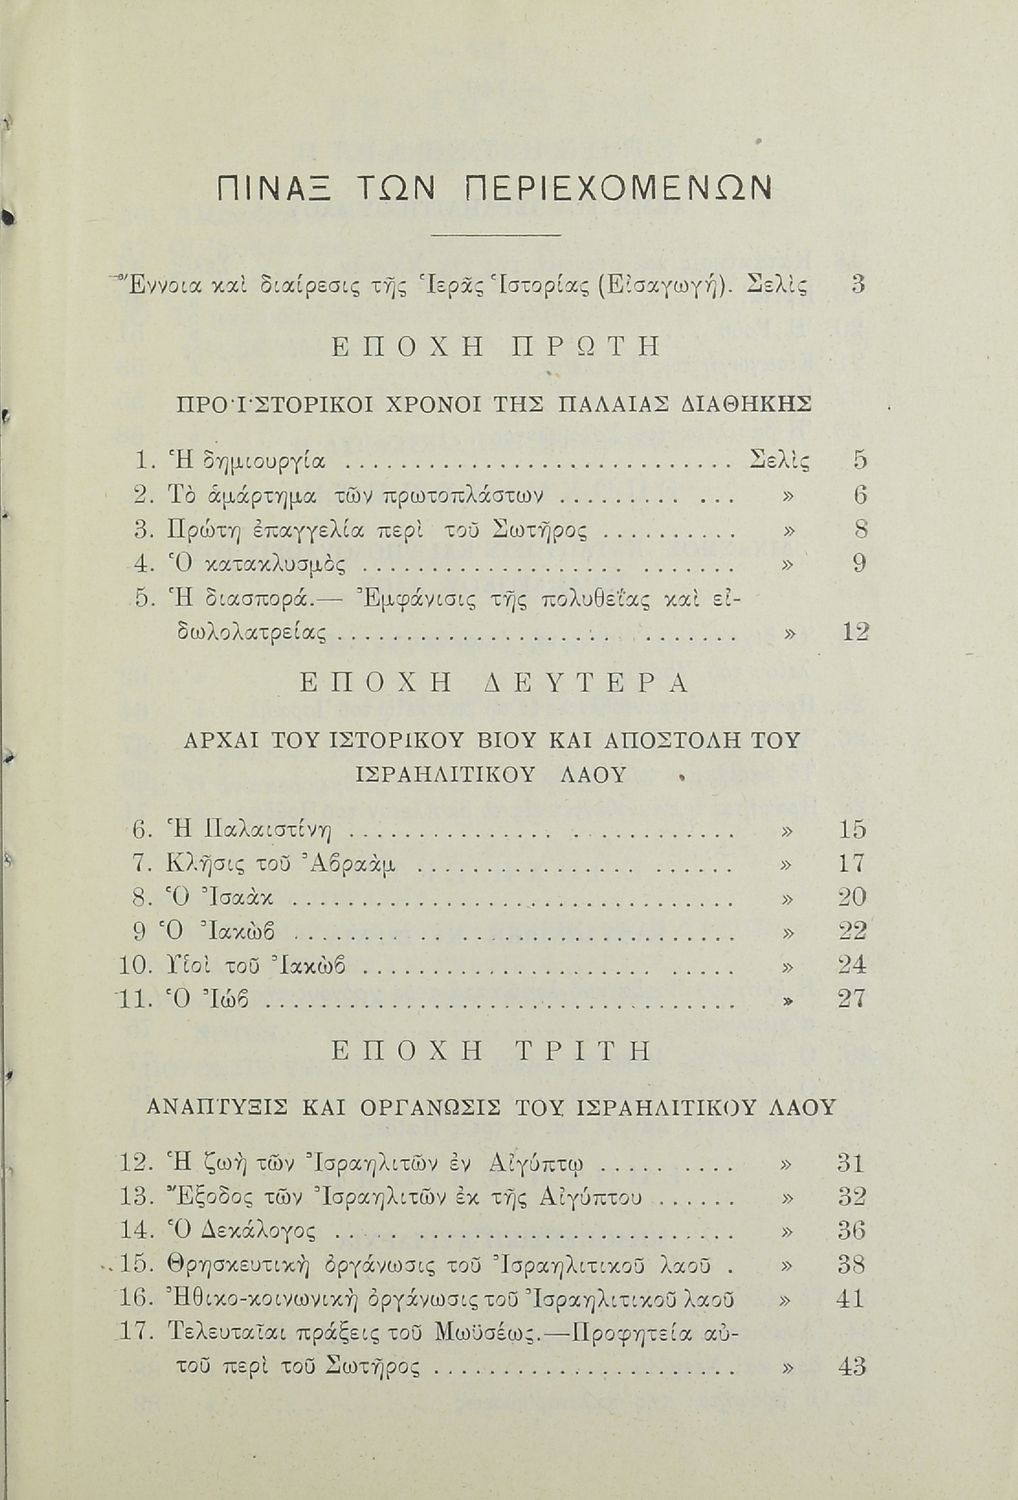 ΠΙΝΑΞ ΤΩΝ ΠΕΡΙΕΧΟΜΕΝΩΝ
Ἔννοια καὶ διαίρεσις τῆς Ἱερᾶς Ἱστορίας (Εἰσαγωγή). Σελὶς 3
ΕΠΟΧΗ ΠΡΩΤΗ
ΠΡΟ·Ι·ΣΤΟΡΙΚΟΙ ΧΡΟΝΟΙ ΤΗΣ ΠΑΛΑΙΑΣ ΔΙΑΘΗΚΗΣ
1. Ἡ δημιουργία . . . . . . . . . . . . . . . . . . . . . Σελὶς 5
2. Τὸ ἁμάρτημα τῶν πρωτοπλάστων . . . . . . . . . . » 6
3. Πρώτη ἐπαγγελία περὶ τοῦ Σωτῆρος . . . . . . . . . . » 8
4. Ὁ κατακλυσμὸς . . . . . . . . . . . . . . . . . . . . . » 9
5. Ἡ διασπορά.— Ἐμφάνισις τῆς πολυθεΐας καὶ εἰ-
δωλολατρείας . . . . . . . . . . . . . . . . . . . . . » 12
ΕΠΟΧΗ ΔΕΥΤΕΡΑ
ΑΡΧΑΙ ΤΟΥ ΙΣΤΟΡΙΚΟΥ ΒΙΟΥ ΚΑΙ ΑΠΟΣΤΟΛΗ ΤΟΥ
ΙΣΡΑΗΛΙΤΙΚΟΥ ΛΑΟΥ
6. Ἡ Παλαιστίνη . . . . . . . . . . . . . . . . . . . . . » 15
7. Κλῆσις τοῦ Ἀβραὰμ . . . . . . . . . . . . . . . . . » 17
8. Ὁ Ἰσαὰκ . . . . . . . . . . . . . . . . . . . . . . . . » 20
9 Ὁ Ἰακὼβ . . . . . . . . . . . . . . . . . . . . . . . . » 22
10. Υἱοὶ τοῦ Ἰακὼβ . . . . . . . . . . . . . . . . . . . . » 24
11. Ὁ Ἰώβ . . . . . . . . . . . . . . . . . . . . . . . . . » 27
ΕΠΟΧΗ ΤΡΙΤΗ
ΑΝΑΠΤΥΞΙΣ ΚΑΙ ΟΡΓΑΝΩΣΙΣ ΤΟΥ ΙΣΡΑΗΛΙΤΙΚΟΥ ΛΑΟΥ
12. Ἡ ζωὴ τῶν Ἰσραηλιτῶν ἐν Αἰγύπτῳ . . . . . . . . . » 31
13. Ἔξοδος τῶν Ἰσραηλιτῶν ἐκ τῆς Αἰγύπτου . . . . . . » 32
14. Ὁ Δεκάλογος . . . . . . . . . . . . . . . . . . . . . . » 36
15. Θρησκευτικὴ ὀργάνωσις τοῦ Ἰσραηλιτικοῦ λαοῦ . » 38
16. Ἠθικο-κοινωνικὴ ὀργάνωσις τοῦ Ἰσραηλιτικοῦ λαοῦ » 41
17. Τελευταῖαι πράξεις τοῦ Μωϋσέως.—Προφητεία αὐ-
τοῦ περὶ τοῦ Σωτῆρος . . . . . . . . . . . . . . . . . » 43